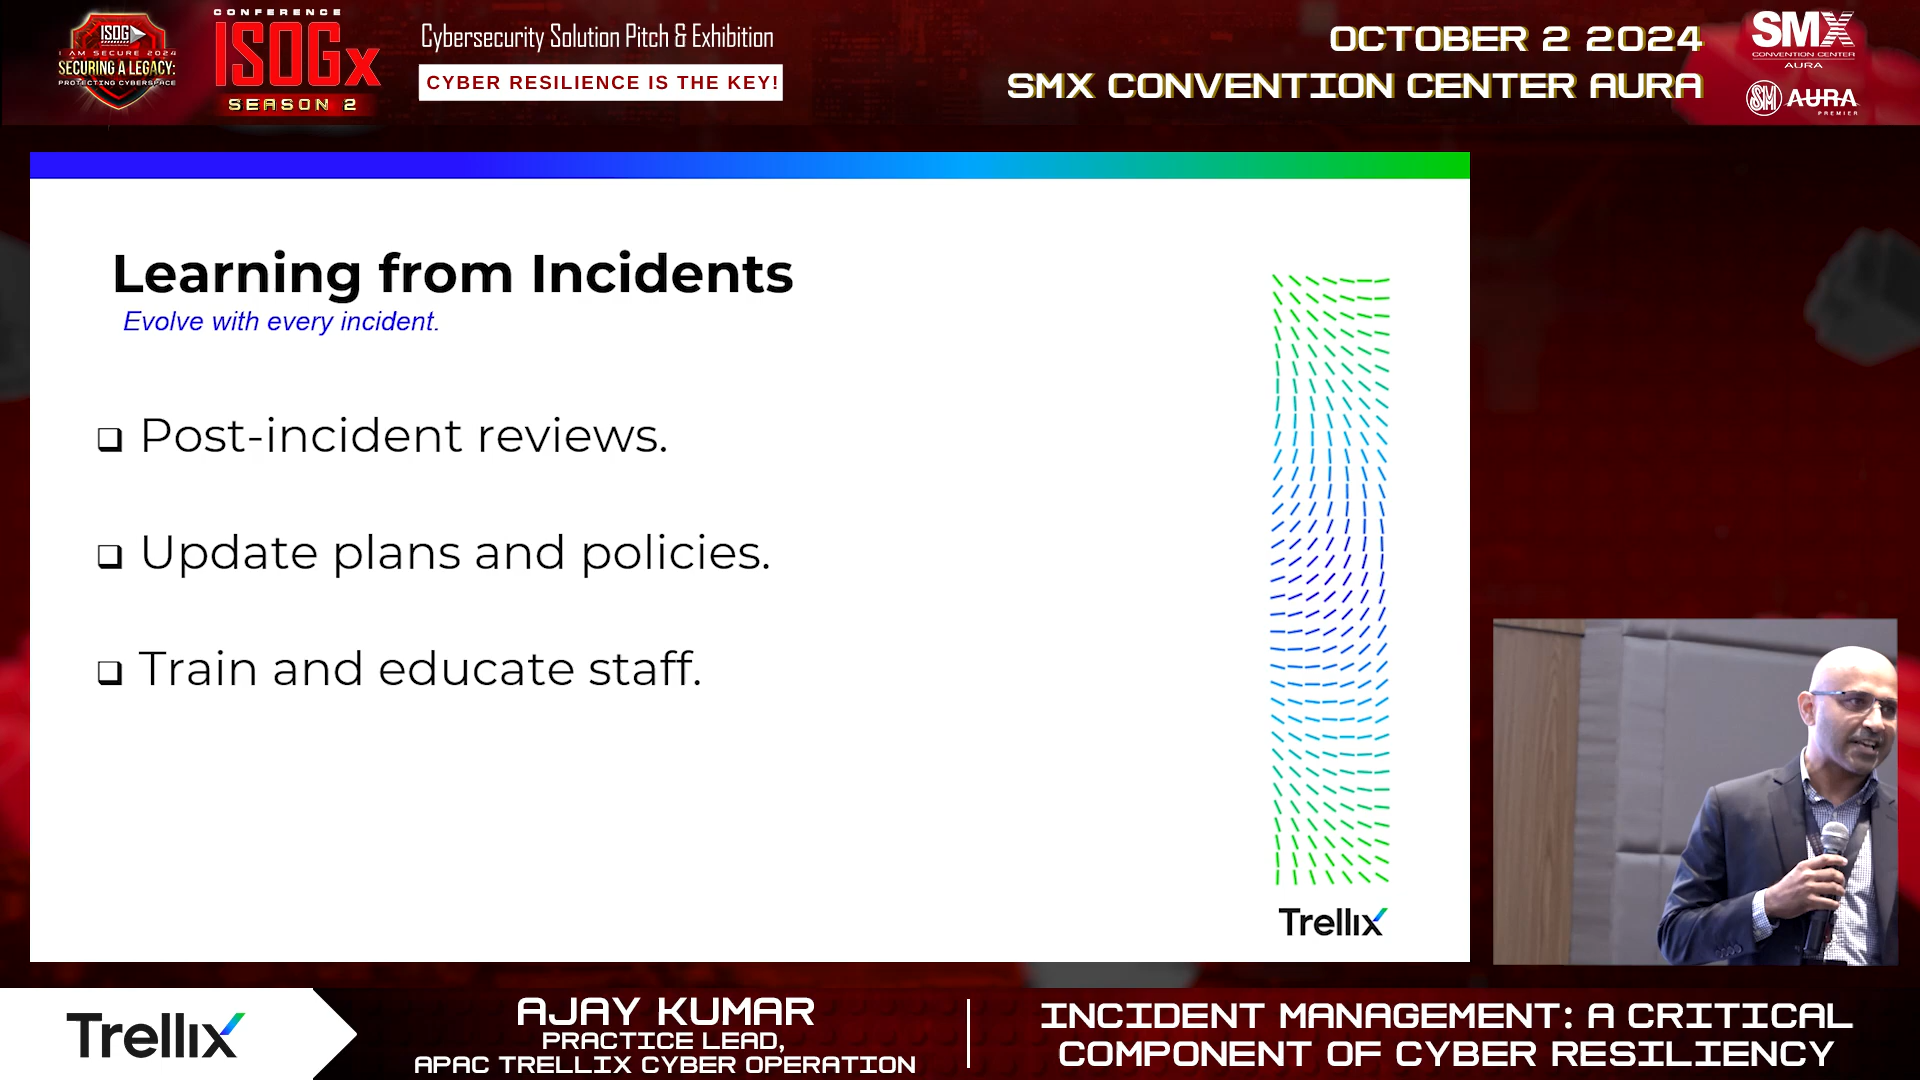 ISOG
I AM SECURE 2024
SECURING A LEGACY:
PROTECTING CYBERSPACE
CONFERENCE
ISOGx
SEASON 2
Cybersecurity Solution Pitch & Exhibition
CYBER RESILIENCE IS THE KEY!
OCTOBER 2 2024
SMX CONVENTION CENTER AURA
SMX
CONVENTION CENTER
AURA
SM AURA
PREMIER
Learning from Incidents
Evolve with every incident.
Post-incident reviews.
Update plans and policies.
Train and educate staff.
Trellix
Trellix
AJAY KUMAR
PRACTICE LEAD,
APAC TRELLIX CYBER OPERATION
INCIDENT MANAGEMENT: A CRITICAL
COMPONENT OF CYBER RESILIENCY